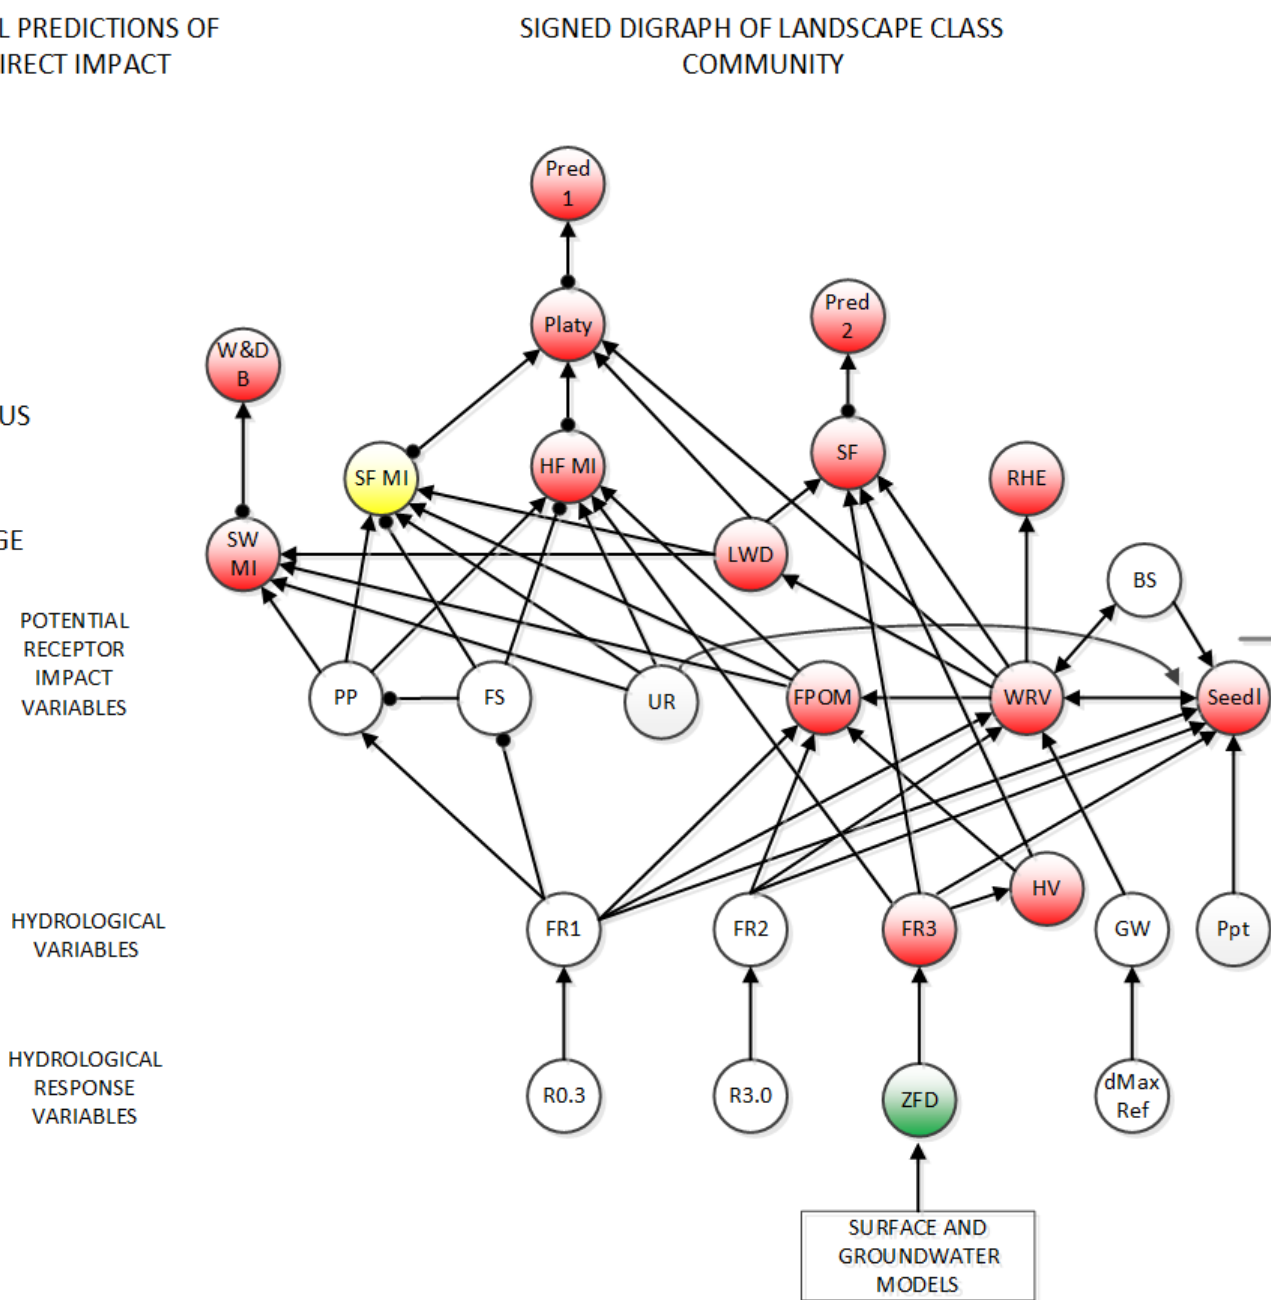 L PREDICTIONS OF
IRECT IMPACT
SIGNED DIGRAPH OF LANDSCAPE CLASS
COMMUNITY
Pred
1
Pred
2
Platy
W&D
B
US
SF MI
HF MI
SF
RHE
GE
SW
MI
LWD
BS
POTENTIAL
RECEPTOR
IMPACT
VARIABLES
PP
FS
UR
FPOM
WRV
Seedl
HYDROLOGICAL
VARIABLES
FR1
FR2
FR3
HV
GW
Ppt
HYDROLOGICAL
RESPONSE
VARIABLES
R0.3
R3.0
ZFD
dMax
Ref
SURFACE AND
GROUNDWATER
MODELS